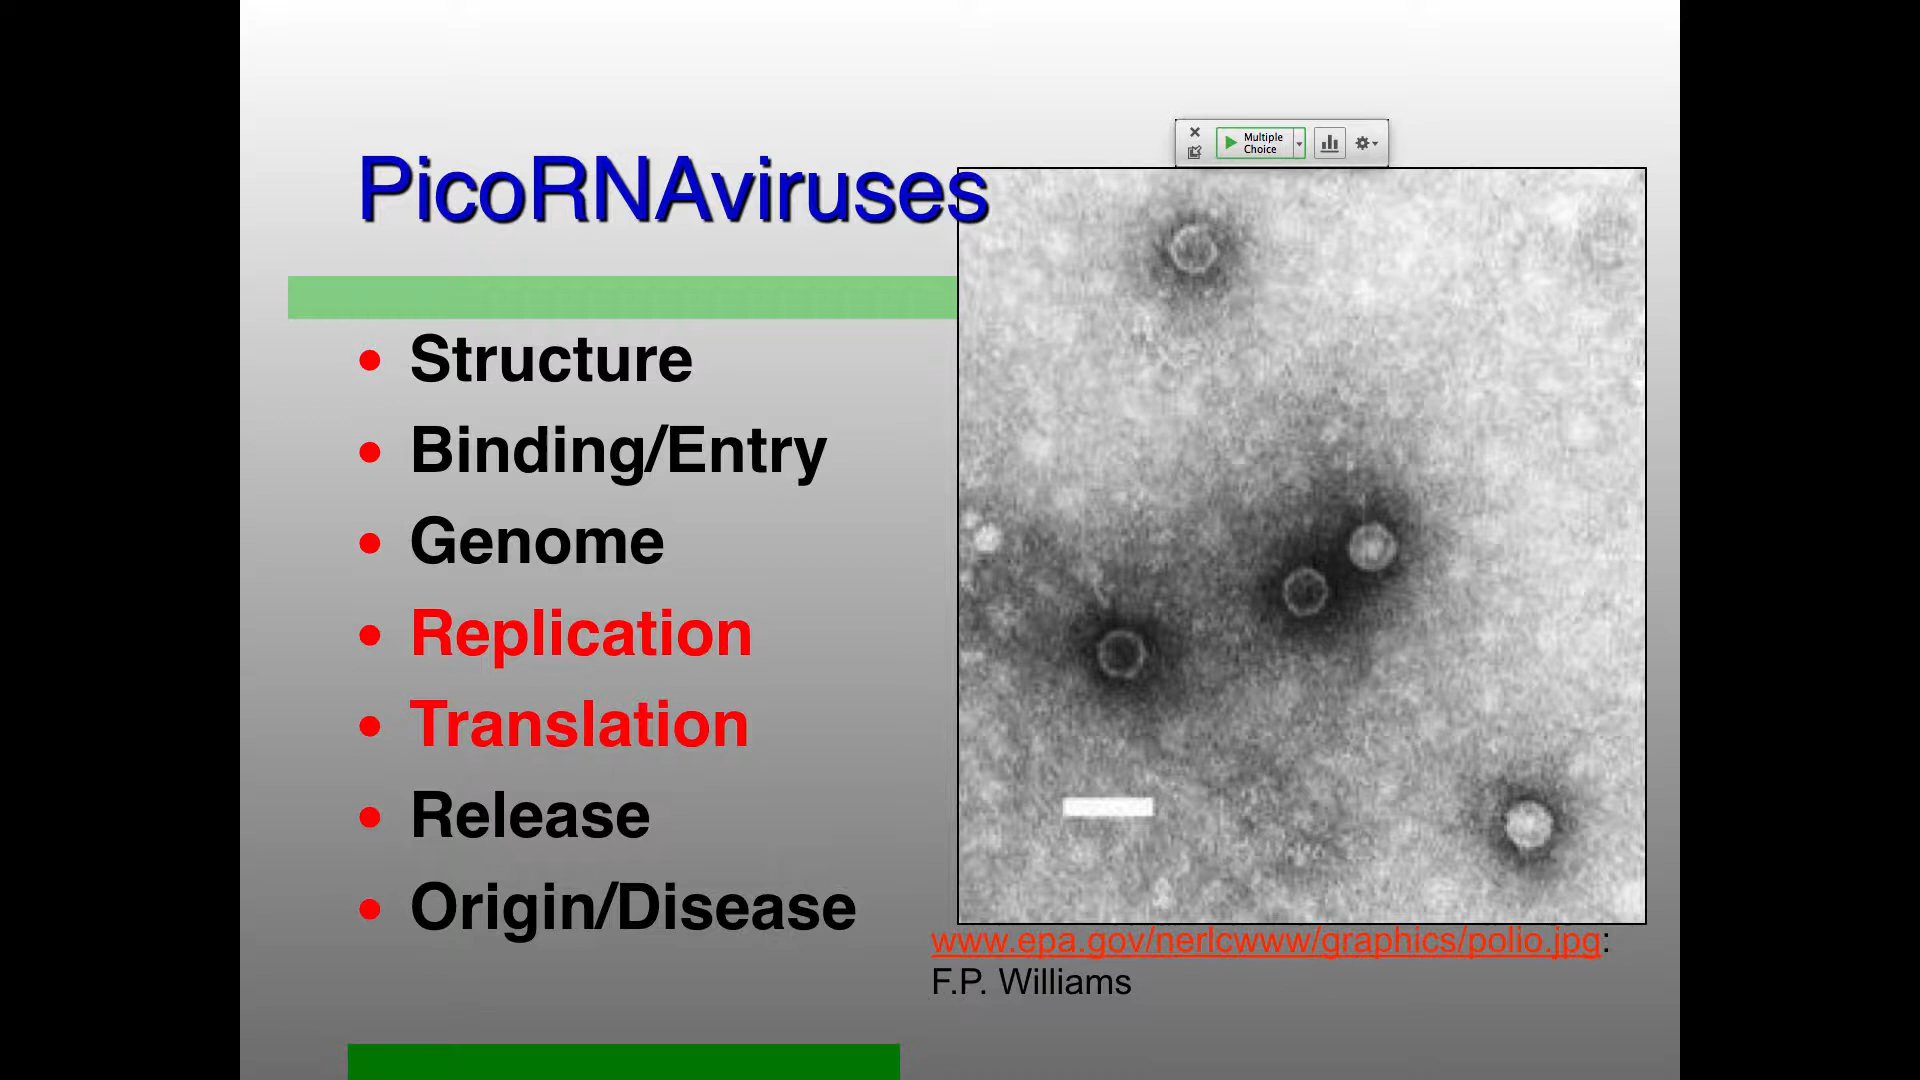 Multiple
Choice
PicoRNAviruses
• Structure
• Binding/Entry
• Genome
• Replication
• Translation
• Release
• Origin/Disease
www.epa.gov/nerlcwww/graphics/polio.jpg:
F.P. Williams